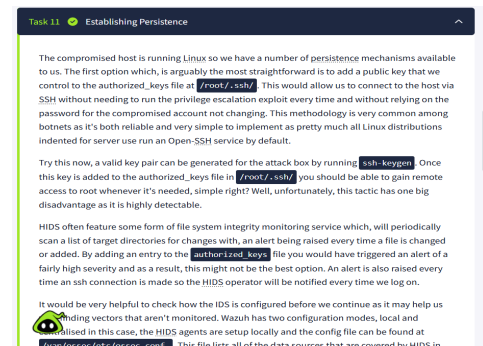 Task 11 Establishing Persistence
The compromised host is running Linux so we have a number of persistence mechanisms available
to us. The first option which, is arguably the most straightforward is to add a public key that we
control to the authorized_keys file at /root/.ssh/ . This would allow us to connect to the host via
SSH without needing to run the privilege escalation exploit every time and without relying on the
password for the compromised account not changing. This methodology is very common among
botnets as it's both reliable and very simple to implement as pretty much all Linux distributions
indented for server use run an Open-SSH service by default.
Try this now, a valid key pair can be generated for the attack box by running ssh-keygen . Once
this key is added to the authorized_keys file in /root/.ssh/ you should be able to gain remote
access to root whenever it's needed, simple right? Well, unfortunately, this tactic has one big
disadvantage as it is highly detectable.
HIDS often feature some form of file system integrity monitoring service which, will periodically
scan a list of target directories for changes with, an alert being raised every time a file is changed
or added. By adding an entry to the authorized_keys file you would have triggered an alert of a
fairly high severity and as a result, this might not be the best option. An alert is also raised every
time an ssh connection is made so the HIDS operator will be notified every time we log on.
It would be very helpful to check how the IDS is configured before we continue as it may help us
finding vectors that aren't monitored. Wazuh has two configuration modes, local and
centralised in this case, the HIDS agents are setup locally and the config file can be found at
/var/ossec/etc/ossec.conf . This file lists all of the data sources that are covered by HIDS in